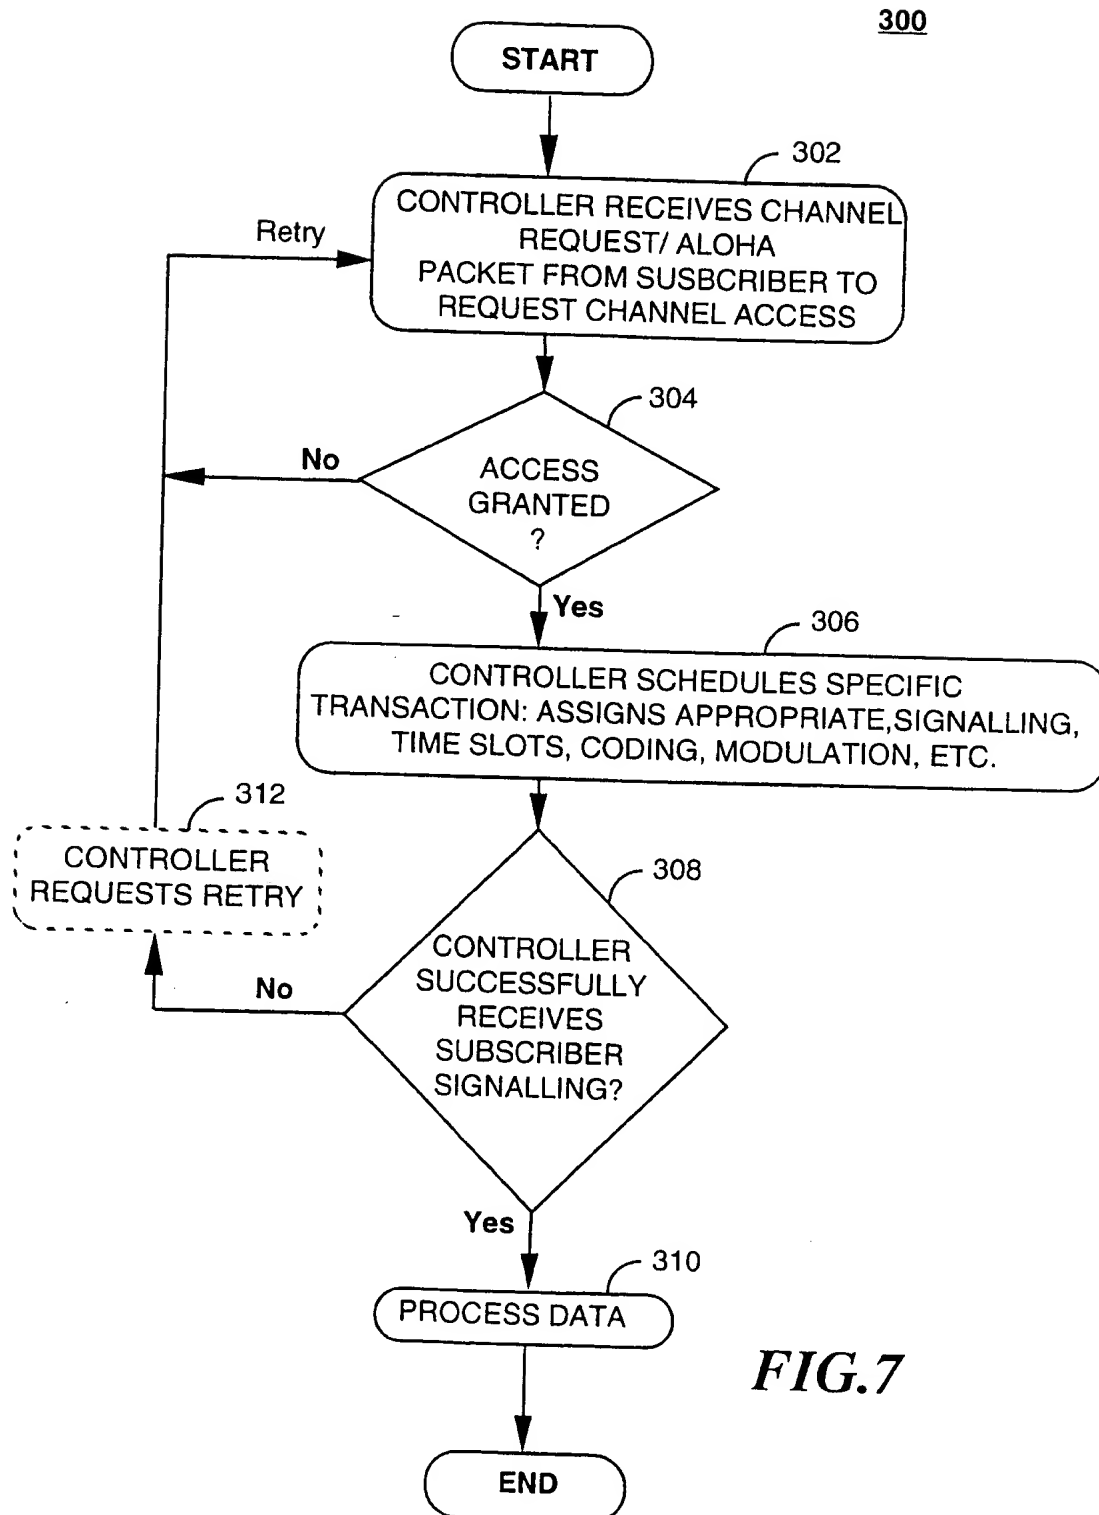 300
START
302
CONTROLLER RECEIVES CHANNEL
REQUEST/ ALOHA
PACKET FROM SUSBCRIBER TO
REQUEST CHANNEL ACCESS
Retry
304
ACCESS
GRANTED
?
No
Yes
306
CONTROLLER SCHEDULES SPECIFIC
TRANSACTION: ASSIGNS APPROPRIATE,SIGNALLING,
TIME SLOTS, CODING, MODULATION, ETC.
312
CONTROLLER
REQUESTS RETRY
308
CONTROLLER
SUCCESSFULLY
RECEIVES
SUBSCRIBER
SIGNALLING?
No
Yes
310
PROCESS DATA
FIG.7
END